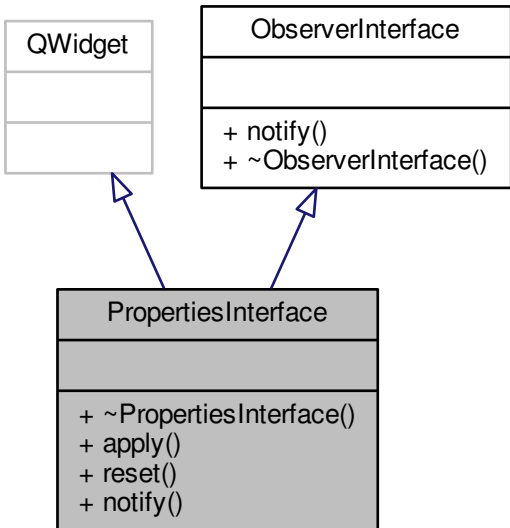 QWidget
ObserverInterface
+ notify()
+ ~ObserverInterface()
PropertiesInterface
+ ~PropertiesInterface()
+ apply()
+ reset()
+ notify()